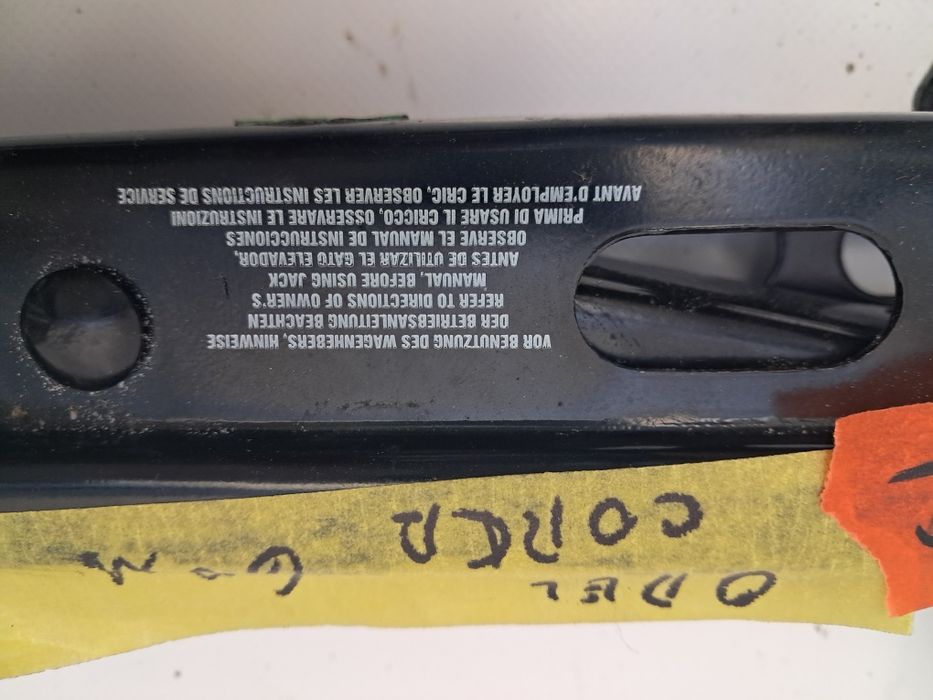 OPEL G-M
CORSA
VOR BENUTZUNG DES WAGENHEBERS, HINWEISE
DER BETRIEBSANLEITUNG BEACHTEN
REFER TO DIRECTIONS OF OWNER'S
MANUAL, BEFORE USING JACK
ANTES DE UTILIZAR EL GATO ELEVADOR,
OBSERVE EL MANUAL DE INSTRUCCIONES
PRIMA DI USARE IL CRICCO, OSSERVARE LE INSTRUZIONI
AVANT D'EMPLOYER LE CRIC, OBSERVER LES INSTRUCTIONS DE SERVICE